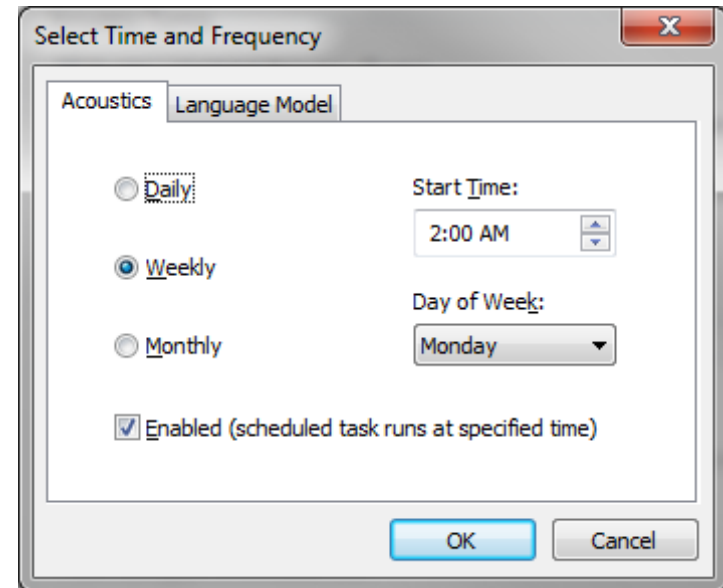 Select Time and Frequency
Acoustics
Language Model
Daily
Start Time:
2:00 AM
Weekly
Day of Week:
Monthly
Monday
Enabled (scheduled task runs at specified time)
OK
Cancel